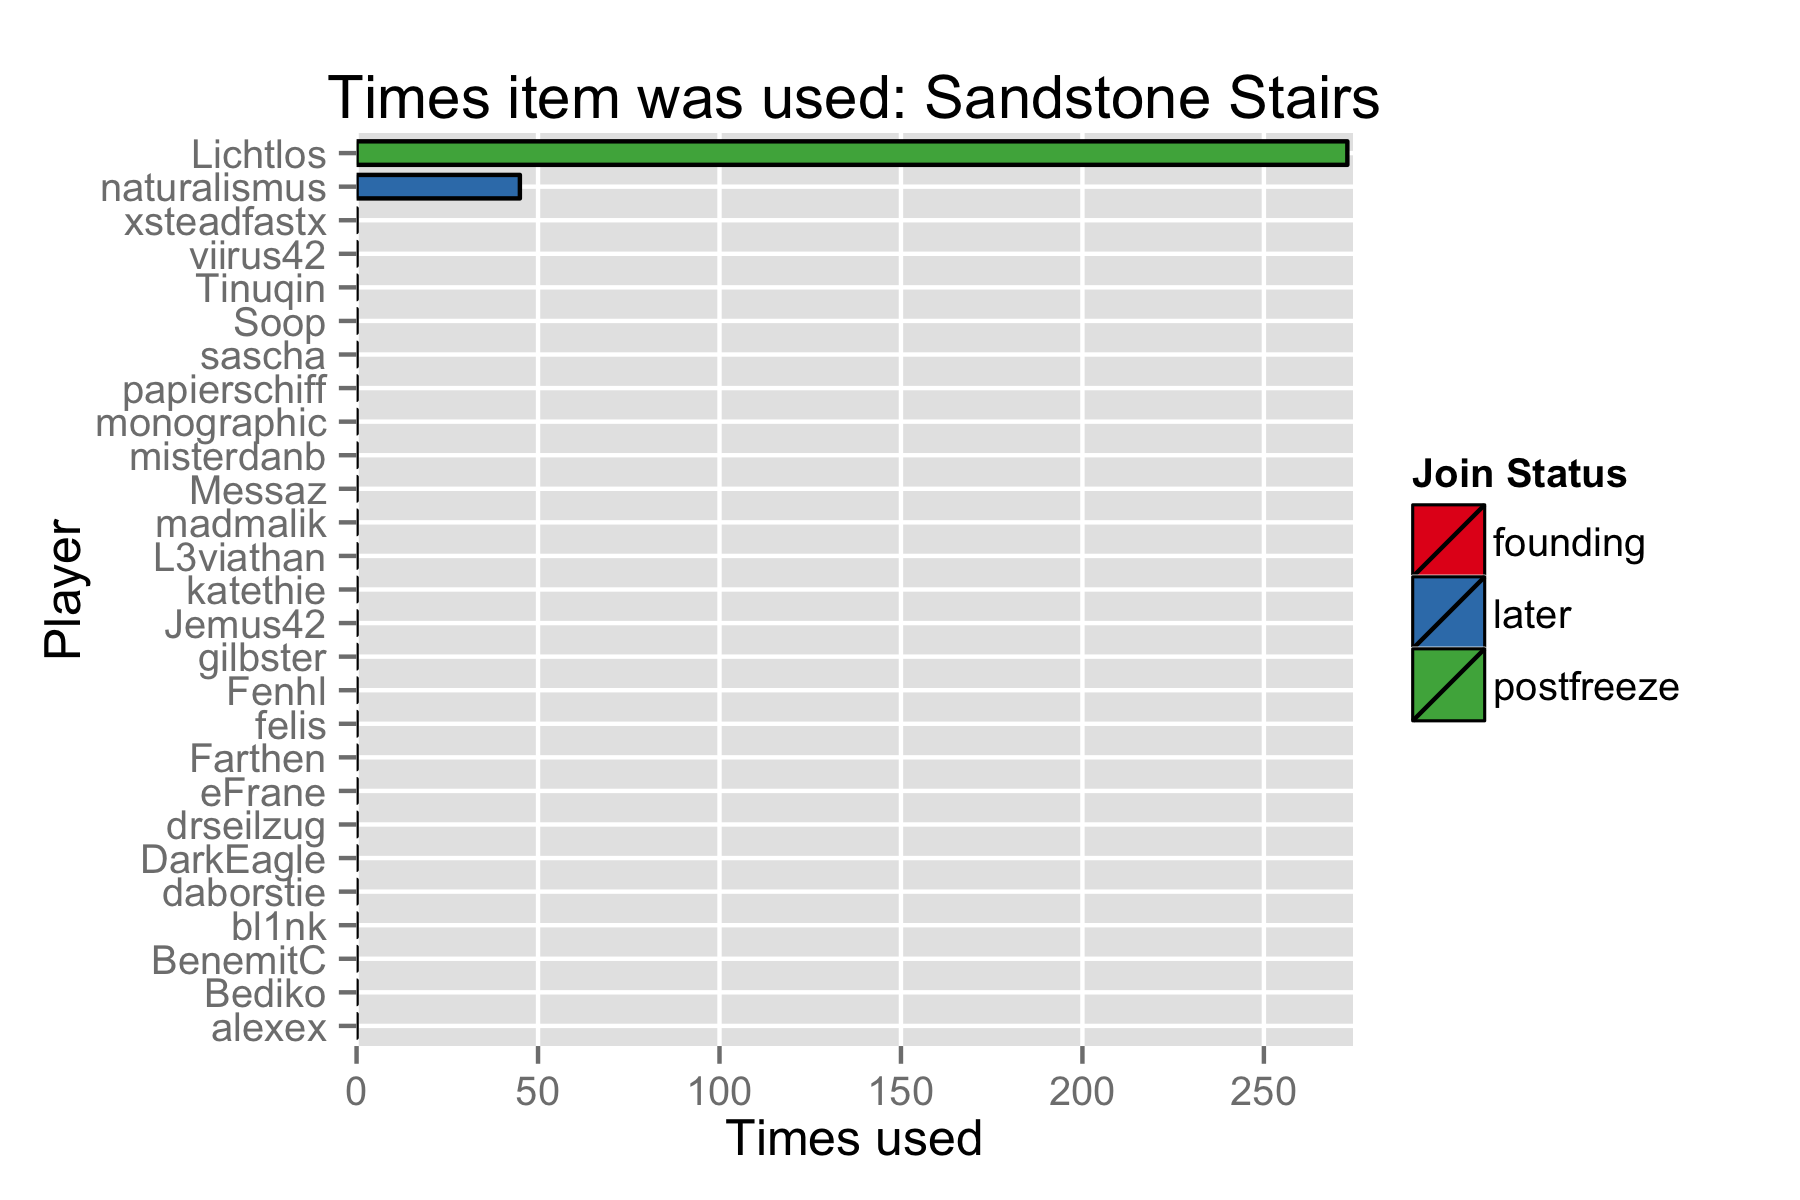 Times item was used: Sandstone Stairs
Lichtlos
naturalismus
xsteadfastx
viirus42
Tinuqin
Soop
sascha
papierschiff
monographic
misterdanb
Messaz
madmalik
L3viathan
katethie
Jemus42
gilbster
Fenhl
felis
Farthen
eFrane
drseilzug
DarkEagle
daborstie
bl1nk
BenemitC
Bediko
alexex
Player
0 50 100 150 200 250
Times used
Join Status
founding
later
postfreeze